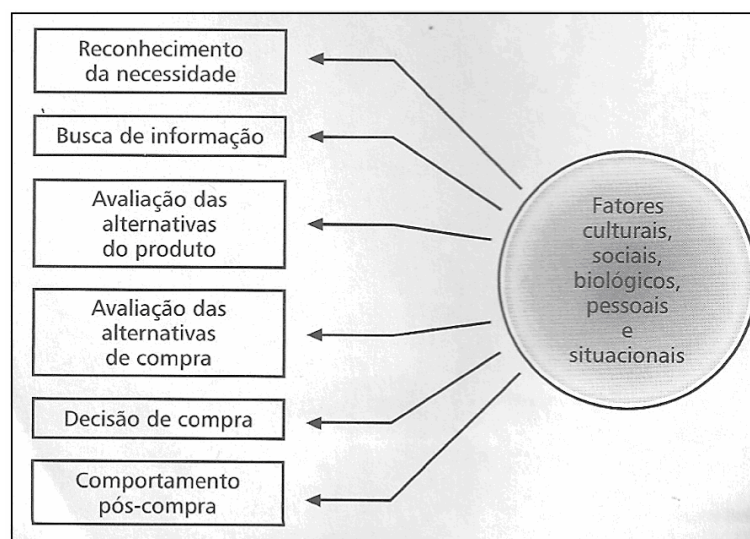 Reconhecimento
da necessidade
Busca de informação
Avaliação das
alternativas
do produto
Avaliação das
alternativas
de compra
Decisão de compra
Comportamento
pós-compra
Fatores
culturais,
sociais,
biológicos,
pessoais
e
situacionais